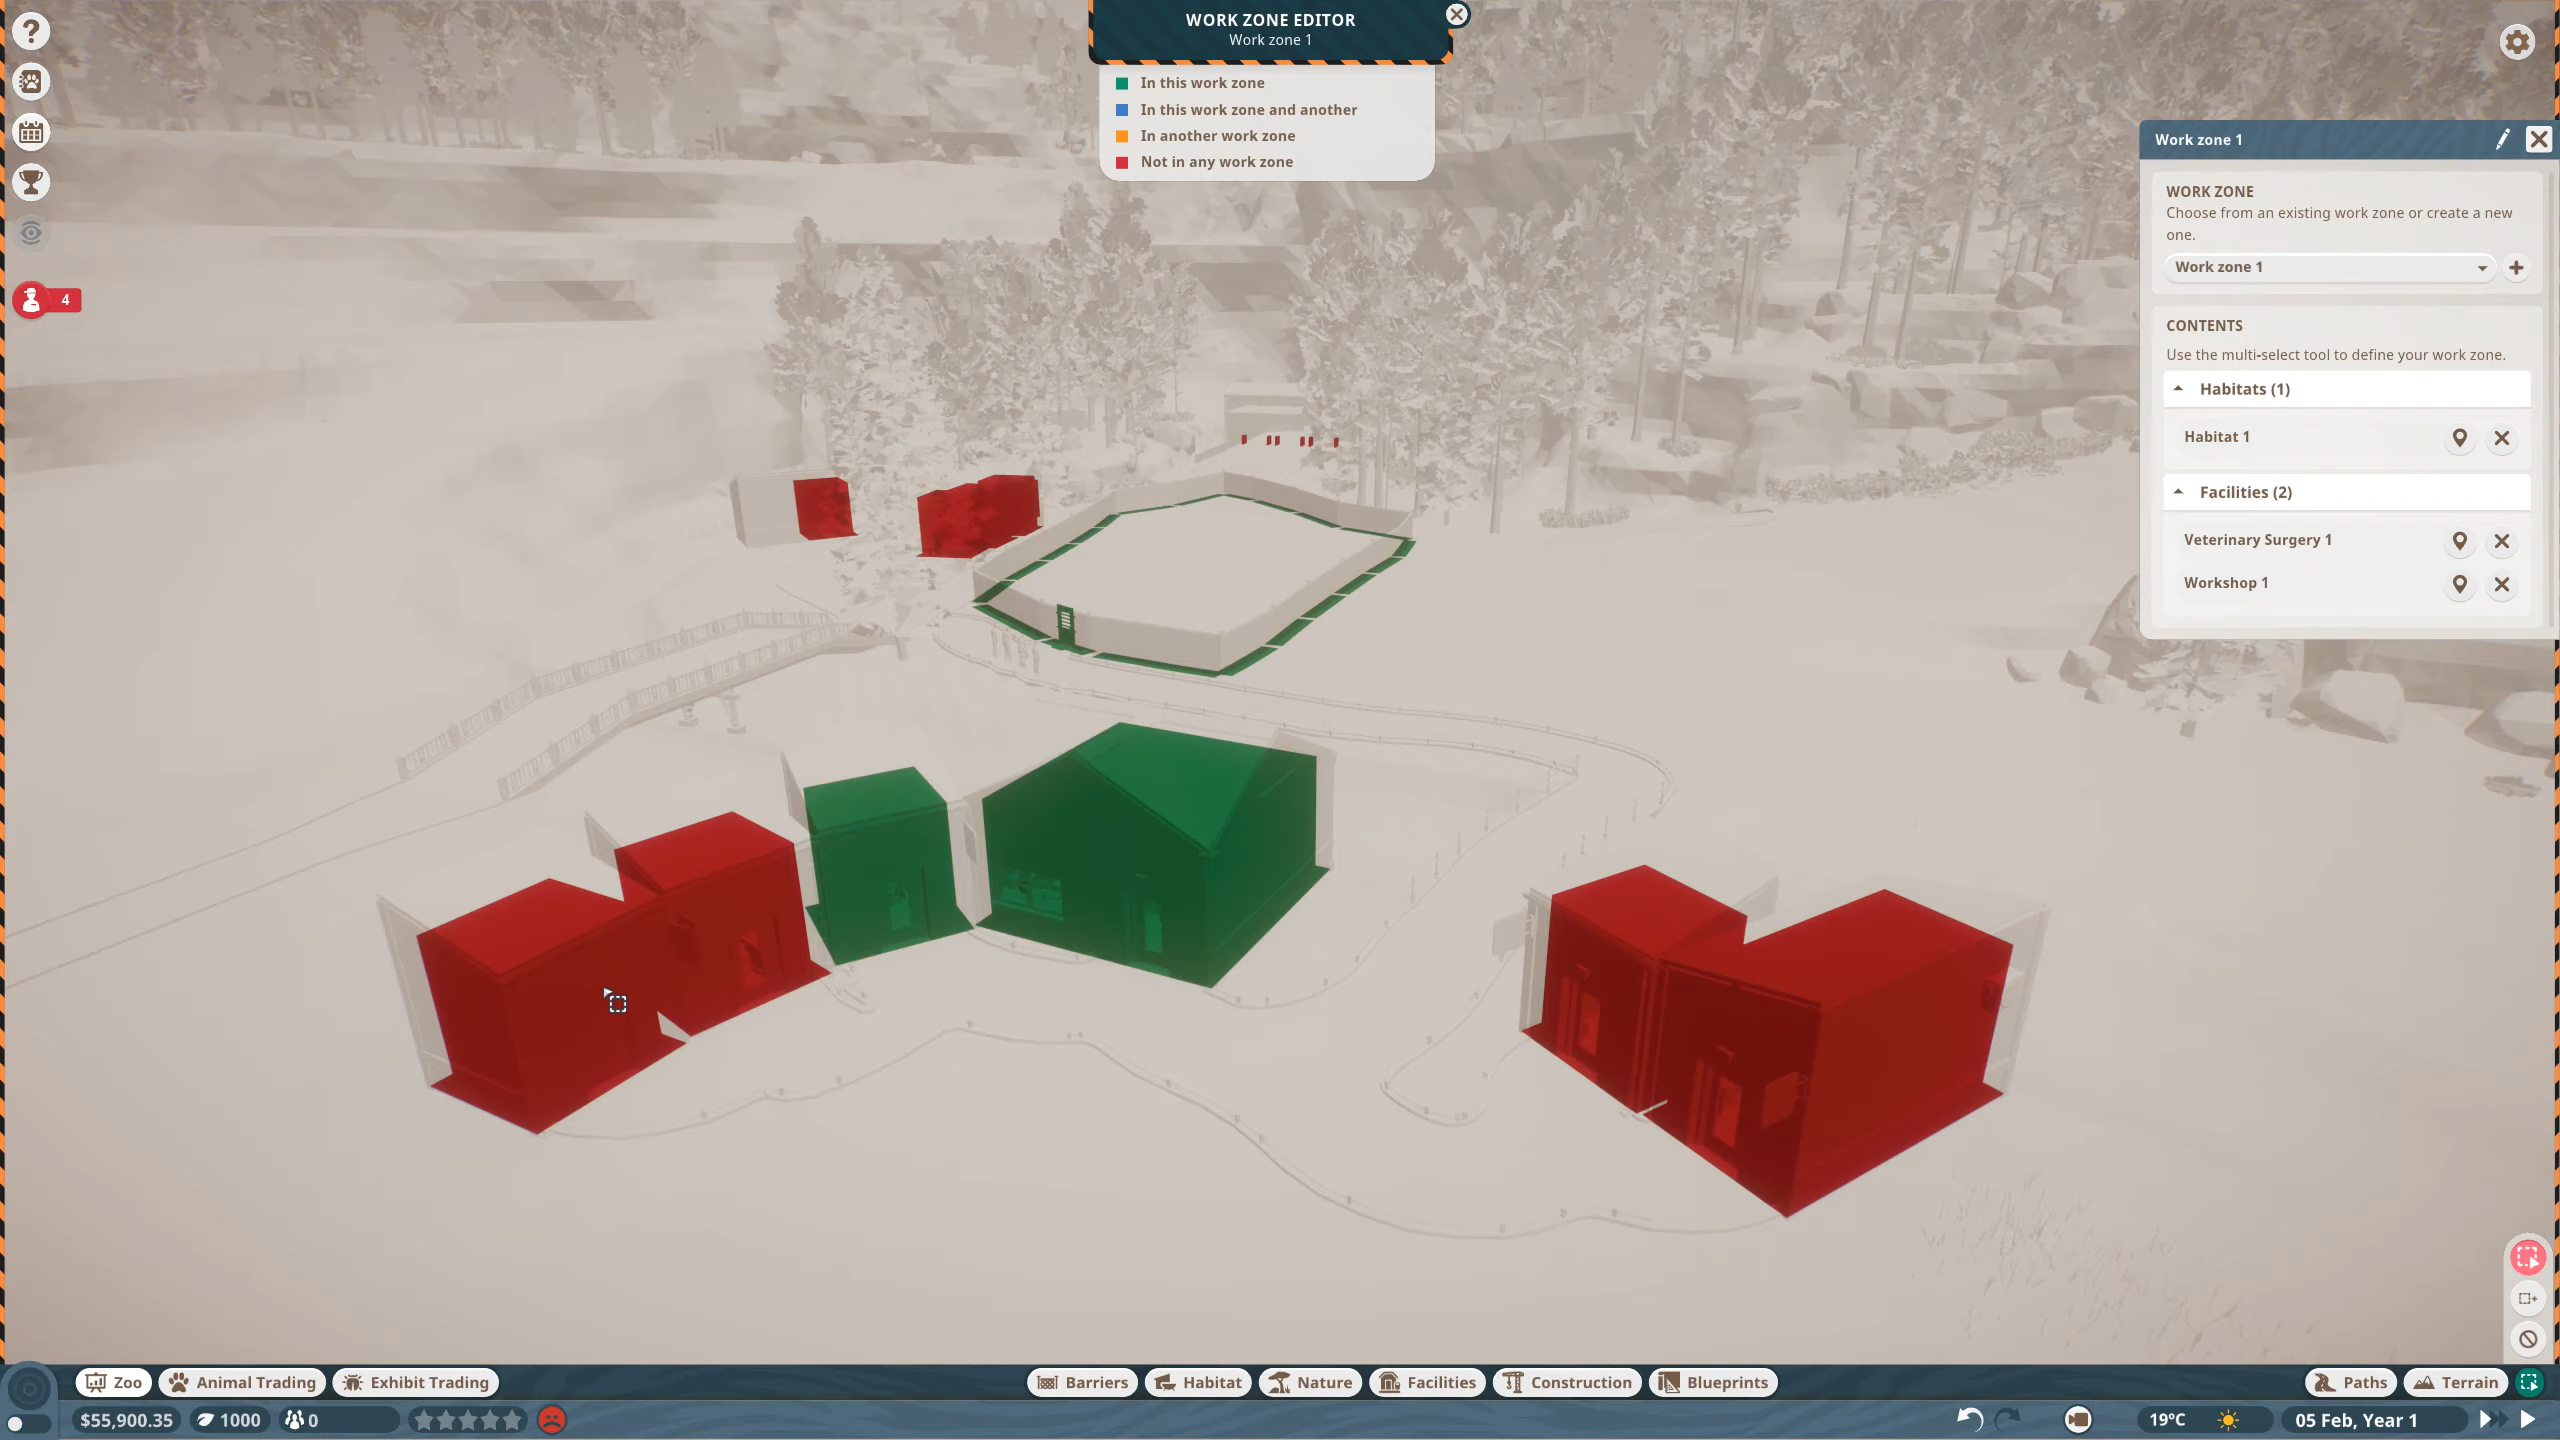 WORK ZONE EDITOR
Work zone 1
In this work zone
In this work zone and another
In another work zone
Not in any work zone
?
4
Work zone 1
WORK ZONE
Choose from an existing work zone or create a new
one.
Work zone 1
CONTENTS
Use the multi-select tool to define your work zone.
Habitats (1)
Habitat 1
Facilities (2)
Veterinary Surgery 1
Workshop 1
Zoo Animal Trading Exhibit Trading Barriers Habitat Nature Facilities Construction Blueprints Paths Terrain
$55,900.35 1000 0 19°C 05 Feb, Year 1